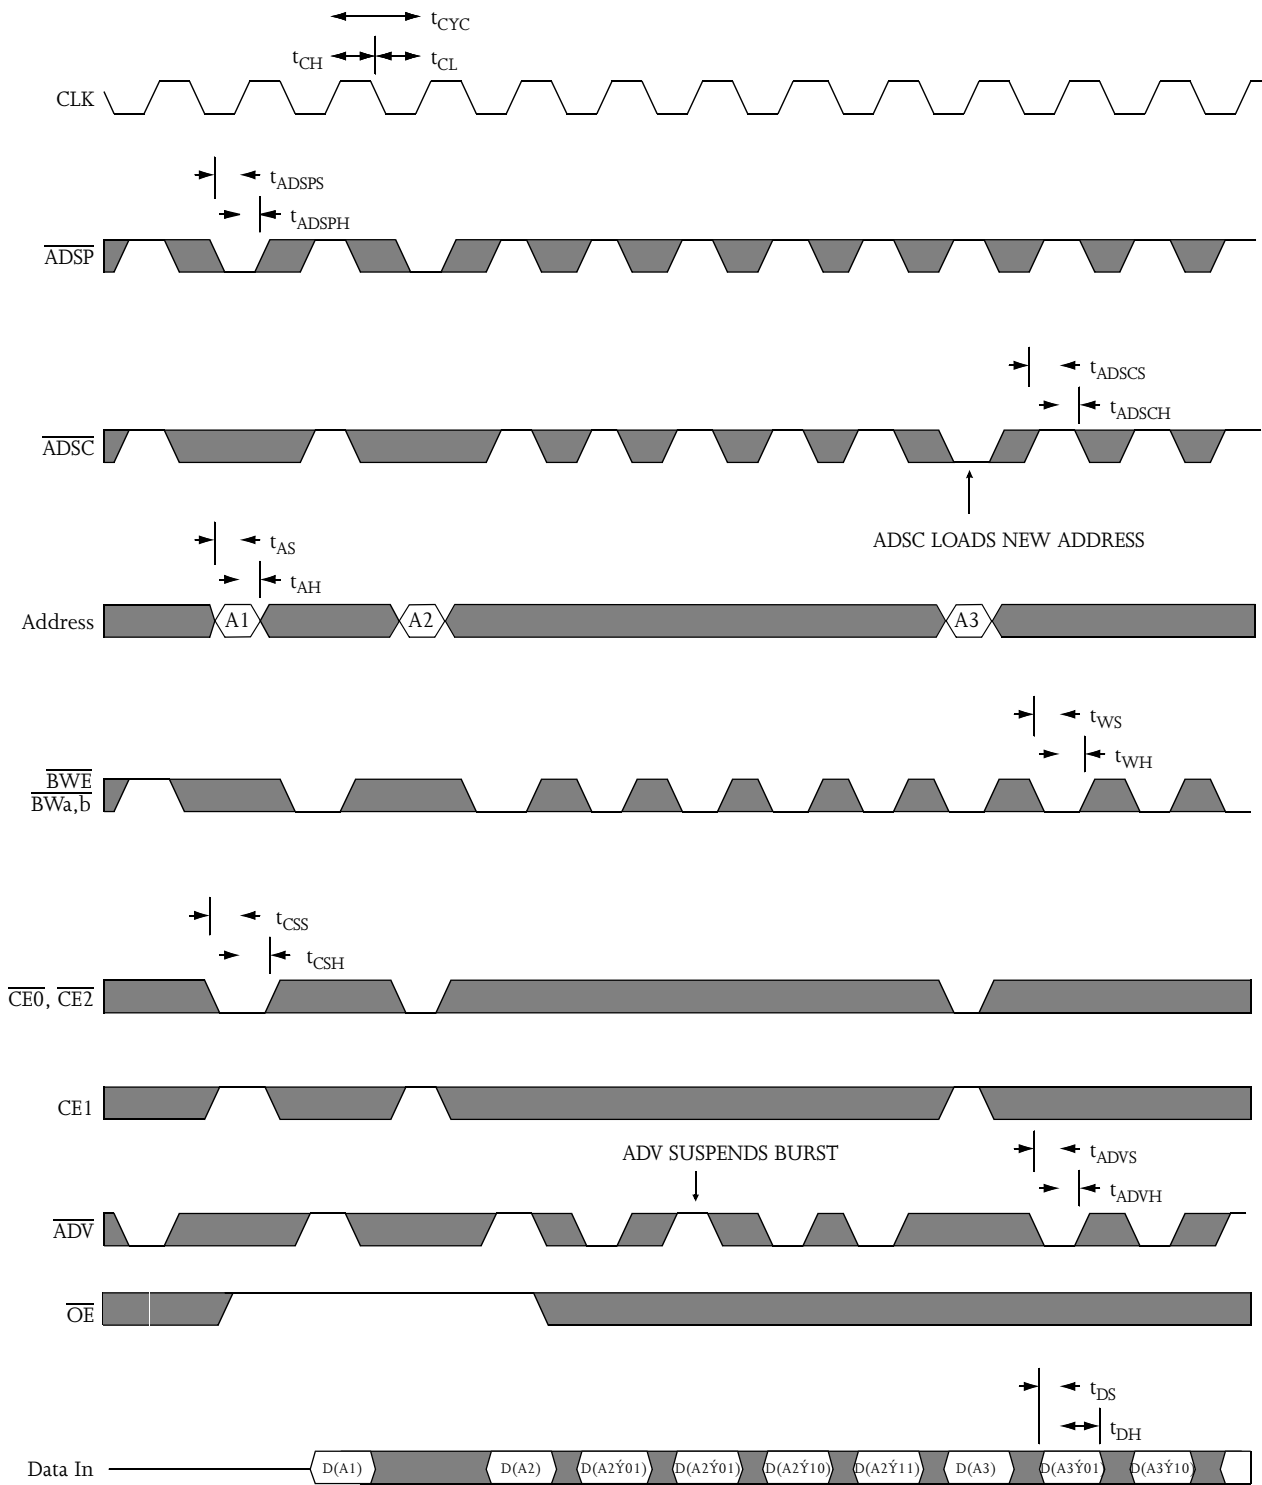 tCYC
tCH tCL
CLK
tADSPS
tADSPH
ADSP
tADSCS
tADSCH
ADSC
ADSC LOADS NEW ADDRESS
tAS
tAH
Address A1 A2 A3
tWS
tWH
BWE
BWa,b
tCSS
tCSH
CE0, CE2
CE1
ADV SUSPENDS BURST
tADVS
tADVH
ADV
OE
tDS
tDH
Data In D(A1) D(A2) D(A2Ý01) D(A2Ý01) D(A2Ý10) D(A2Ý11) D(A3) D(A3Ý01) D(A3Ý10)